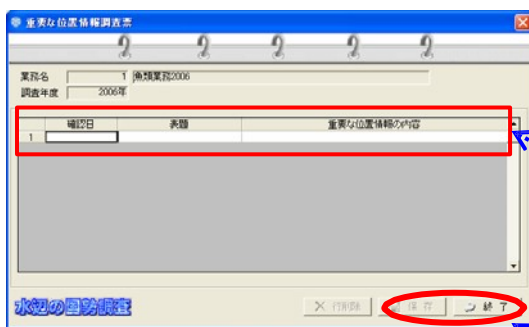 重要な位置情報調査票
業務名 1 魚類業務2006
調査年度 2006年
確認日 表題 重要な位置情報の内容
1
水辺の国勢調査
行削除 保存 終了